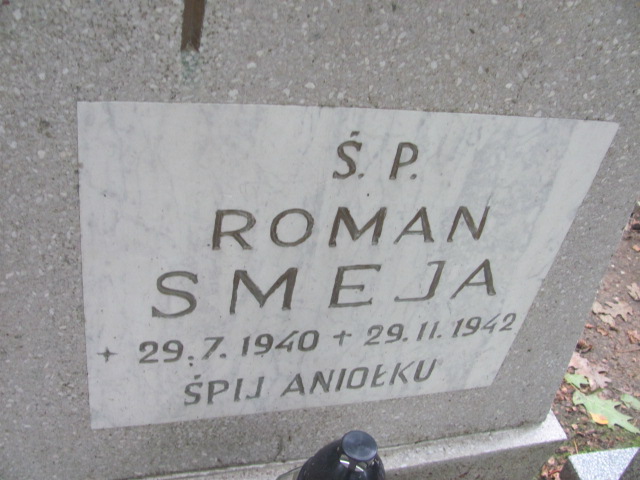 Ś. P.
ROMAN
SMEJA
+ 29.7.1940 + 29.11.1942
ŚPIJ ANIOŁKU